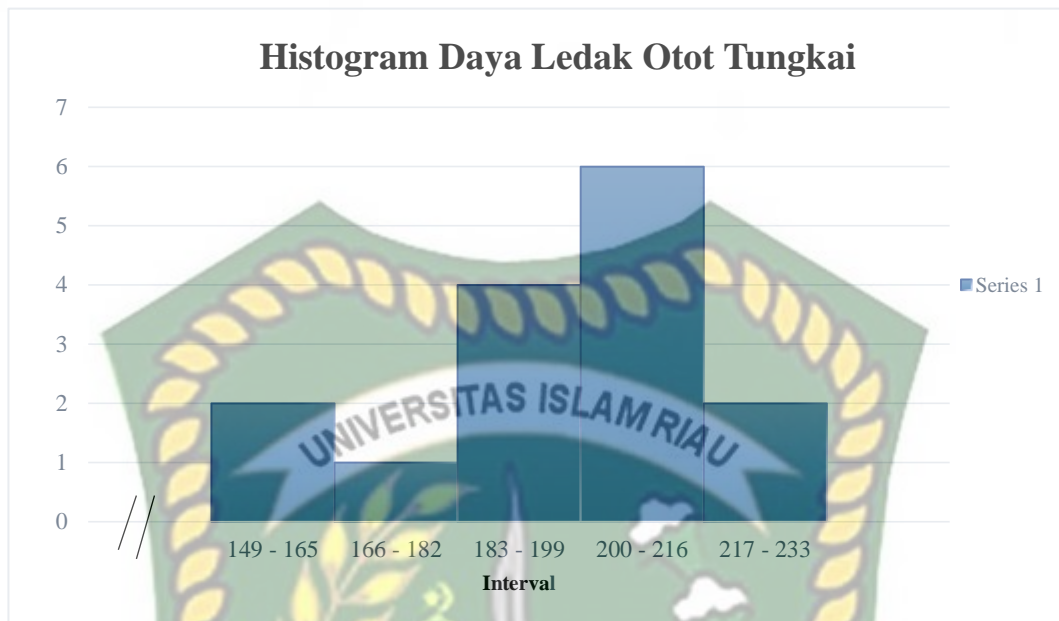 Histogram Daya Ledak Otot Tungkai
7
6
5
4
3
2
1
0
Series 1
UNIVERSITAS ISLAM RIAU
149 - 165 166 - 182 183 - 199 200 - 216 217 - 233
Interval